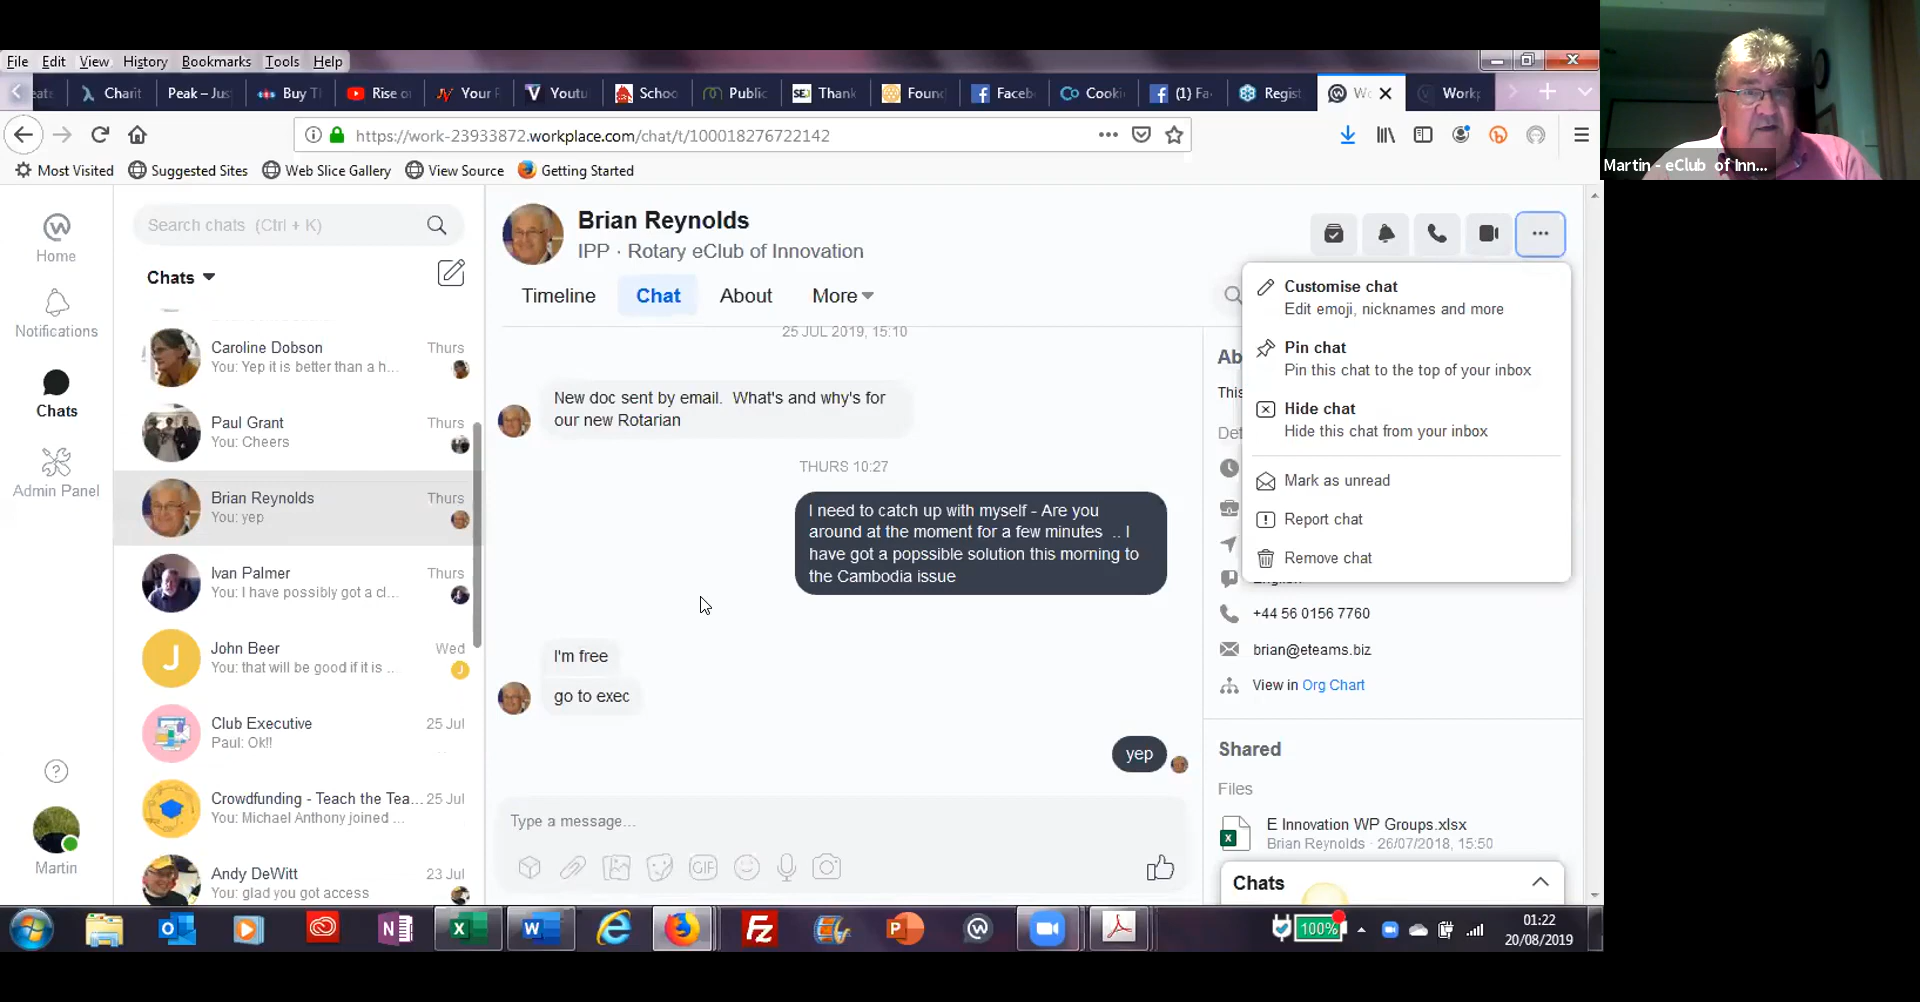 File Edit View History Bookmarks Tools Help
Charit
Peak – Jus
Buy T
Rise o
Your
Youtu
Schoo
Public
SE Thank
Found
Faceb
Cooki
(1) Fa
Regist
Work
https://work-23933872.workplace.com/chat/t/100018276722142
Most Visited Suggested Sites Web Slice Gallery View Source Getting Started
Martin - eClub of Inn...
Home
Notifications
Chats
Admin Panel
Martin
Search chats (Ctrl + K)
Chats
Caroline Dobson Thurs
You: Yep it is better than a h...
Paul Grant Thurs
You: Cheers
Brian Reynolds Thurs
You: yep
Ivan Palmer Thurs
You: I have possibly got a cl...
John Beer Wed
J
You: that will be good if it is ..
J
Club Executive 25 Jul
Paul: Ok!!
Crowdfunding - Teach the Tea... 25 Jul
You: Michael Anthony joined ...
Andy DeWitt 23 Jul
You: glad you got access
Brian Reynolds
IPP · Rotary eClub of Innovation
Timeline Chat About More
25 JUL 2019, 15:10
New doc sent by email. What's and why's for
our new Rotarian
THURS 10:27
I need to catch up with myself - Are you
around at the moment for a few minutes .. I
have got a popssible solution this morning to
the Cambodia issue
I'm free
go to exec
yep
Type a message...
GIF
Customise chat
Edit emoji, nicknames and more
Pin chat
Pin this chat to the top of your inbox
Hide chat
Hide this chat from your inbox
Mark as unread
Report chat
Remove chat
Ab
This
Det
English
+44 56 0156 7760
brian@eteams.biz
View in Org Chart
Shared
Files
E Innovation WP Groups.xlsx
Brian Reynolds · 26/07/2018, 15:50
Chats
100%
01:22
20/08/2019